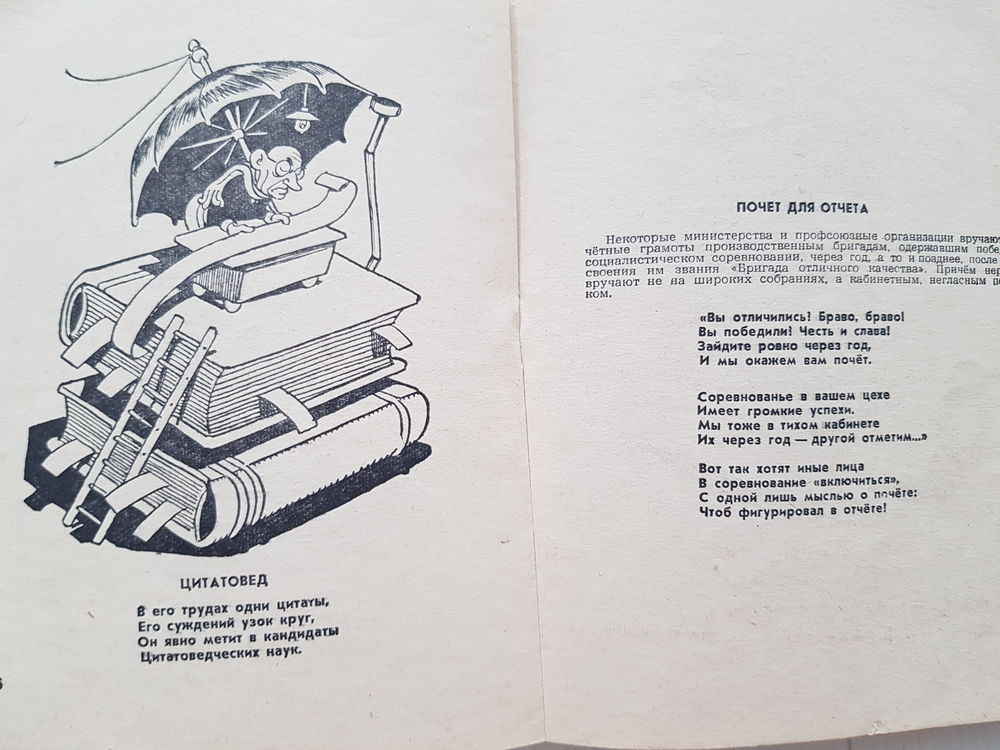 ЦИТАТОВЕД
В его трудах одни цитаты,
Его суждений узок круг,
Он явно метит в кандидаты
Цитатоведческих наук.
ПОЧЕТ ДЛЯ ОТЧЕТА
Некоторые министерства и профсоюзные организации вручают
чётные грамоты производственным бригадам, одержавшим
социалистическом соревновании, через год, а то и позднее, после
своения им звания «Бригада отличного качества». Причём
вручают не на широких собраниях, а кабинетным, негласным
ком.
«Вы отличились! Браво, браво!
Вы победили! Честь и слава!
Зайдите ровно через год,
И мы окажем вам почёт.
Соревнованье в вашем цехе
Имеет громкие успехи.
Мы тоже в тихом кабинете
Их через год — другой отметим...»
Вот так хотят иные лица
В соревнование «включиться»,
С одной лишь мыслью о почёте:
Чтоб фигурировал в отчёте!